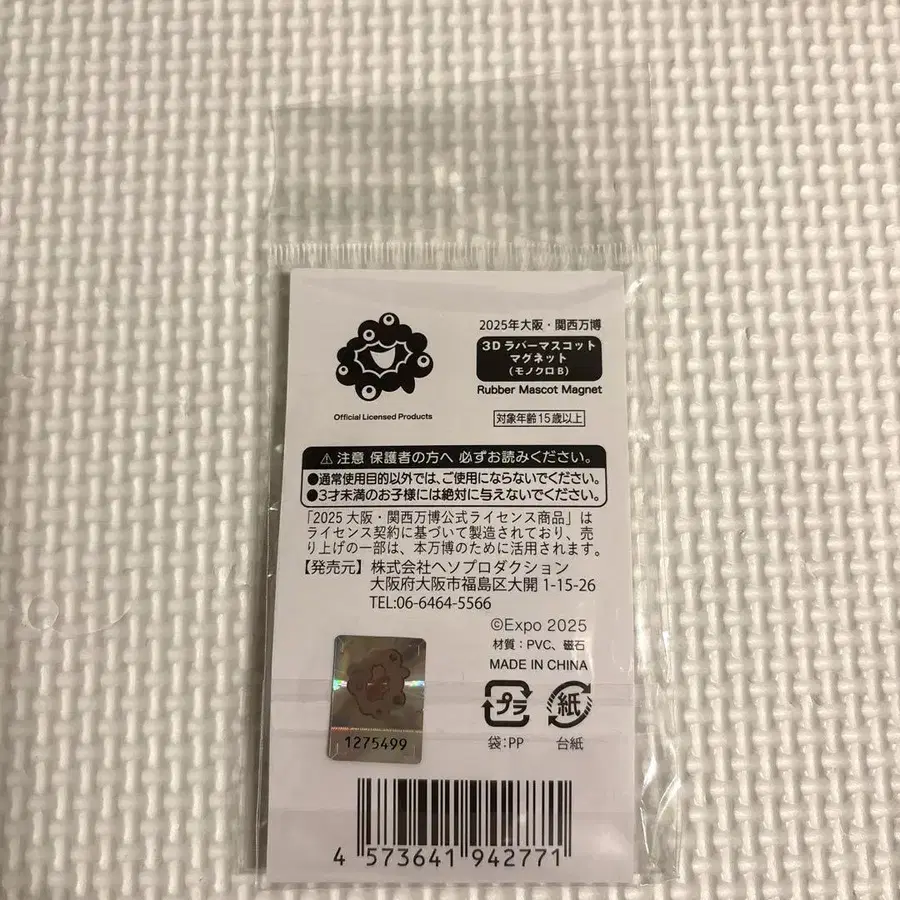 2025年大阪・関西万博
3Dラバーマスコット
マグネット
(モノクロB)
Rubber Mascot Magnet
Official Licensed Products
対象年齢15歳以上
⚠注意 保護者の方へ 必ずお読みください。
●通常使用目的以外では、ご使用にならないでください。
●3才未満のお子様には絶対に与えないでください。
「2025大阪・関西万博公式ライセンス商品」は
ライセンス契約に基づいて製造されており、売
り上げの一部は、本万博のために活用されます。
【発売元】株式会社ヘソプロダクション
大阪府大阪市福島区大開1-15-26
TEL:06-6464-5566
©Expo 2025
材質:PVC、磁石
MADE IN CHINA
プラ
紙
袋:PP
台紙
1275499
4 573641 942771